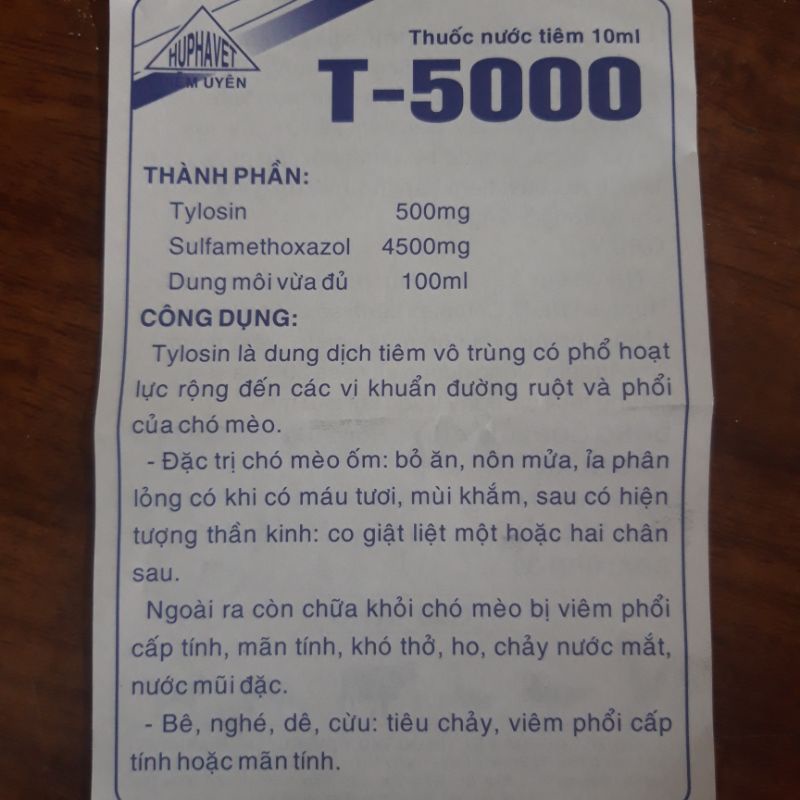 HUPHAVET
Thuốc nước tiêm 10ml
T-5000
THÀNH PHẦN:
Tylosin 500mg
Sulfamethoxazol 4500mg
Dung môi vừa đủ 100ml
CÔNG DỤNG:
Tylosin là dung dịch tiêm vô trùng có phổ hoạt
lực rộng đến các vi khuẩn đường ruột và phổi
của chó mèo.
- Đặc trị chó mèo ốm: bỏ ăn, nôn mửa, ỉa phân
lỏng có khi có máu tươi, mùi khắm, sau có hiện
tượng thần kinh: co giật liệt một hoặc hai chân
sau.
Ngoài ra còn chữa khỏi chó mèo bị viêm phổi
cấp tính, mãn tính, khó thở, ho, chảy nước mắt,
nước mũi đặc.
- Bê, nghé, dê, cừu: tiêu chảy, viêm phổi cấp
tính hoặc mãn tính.